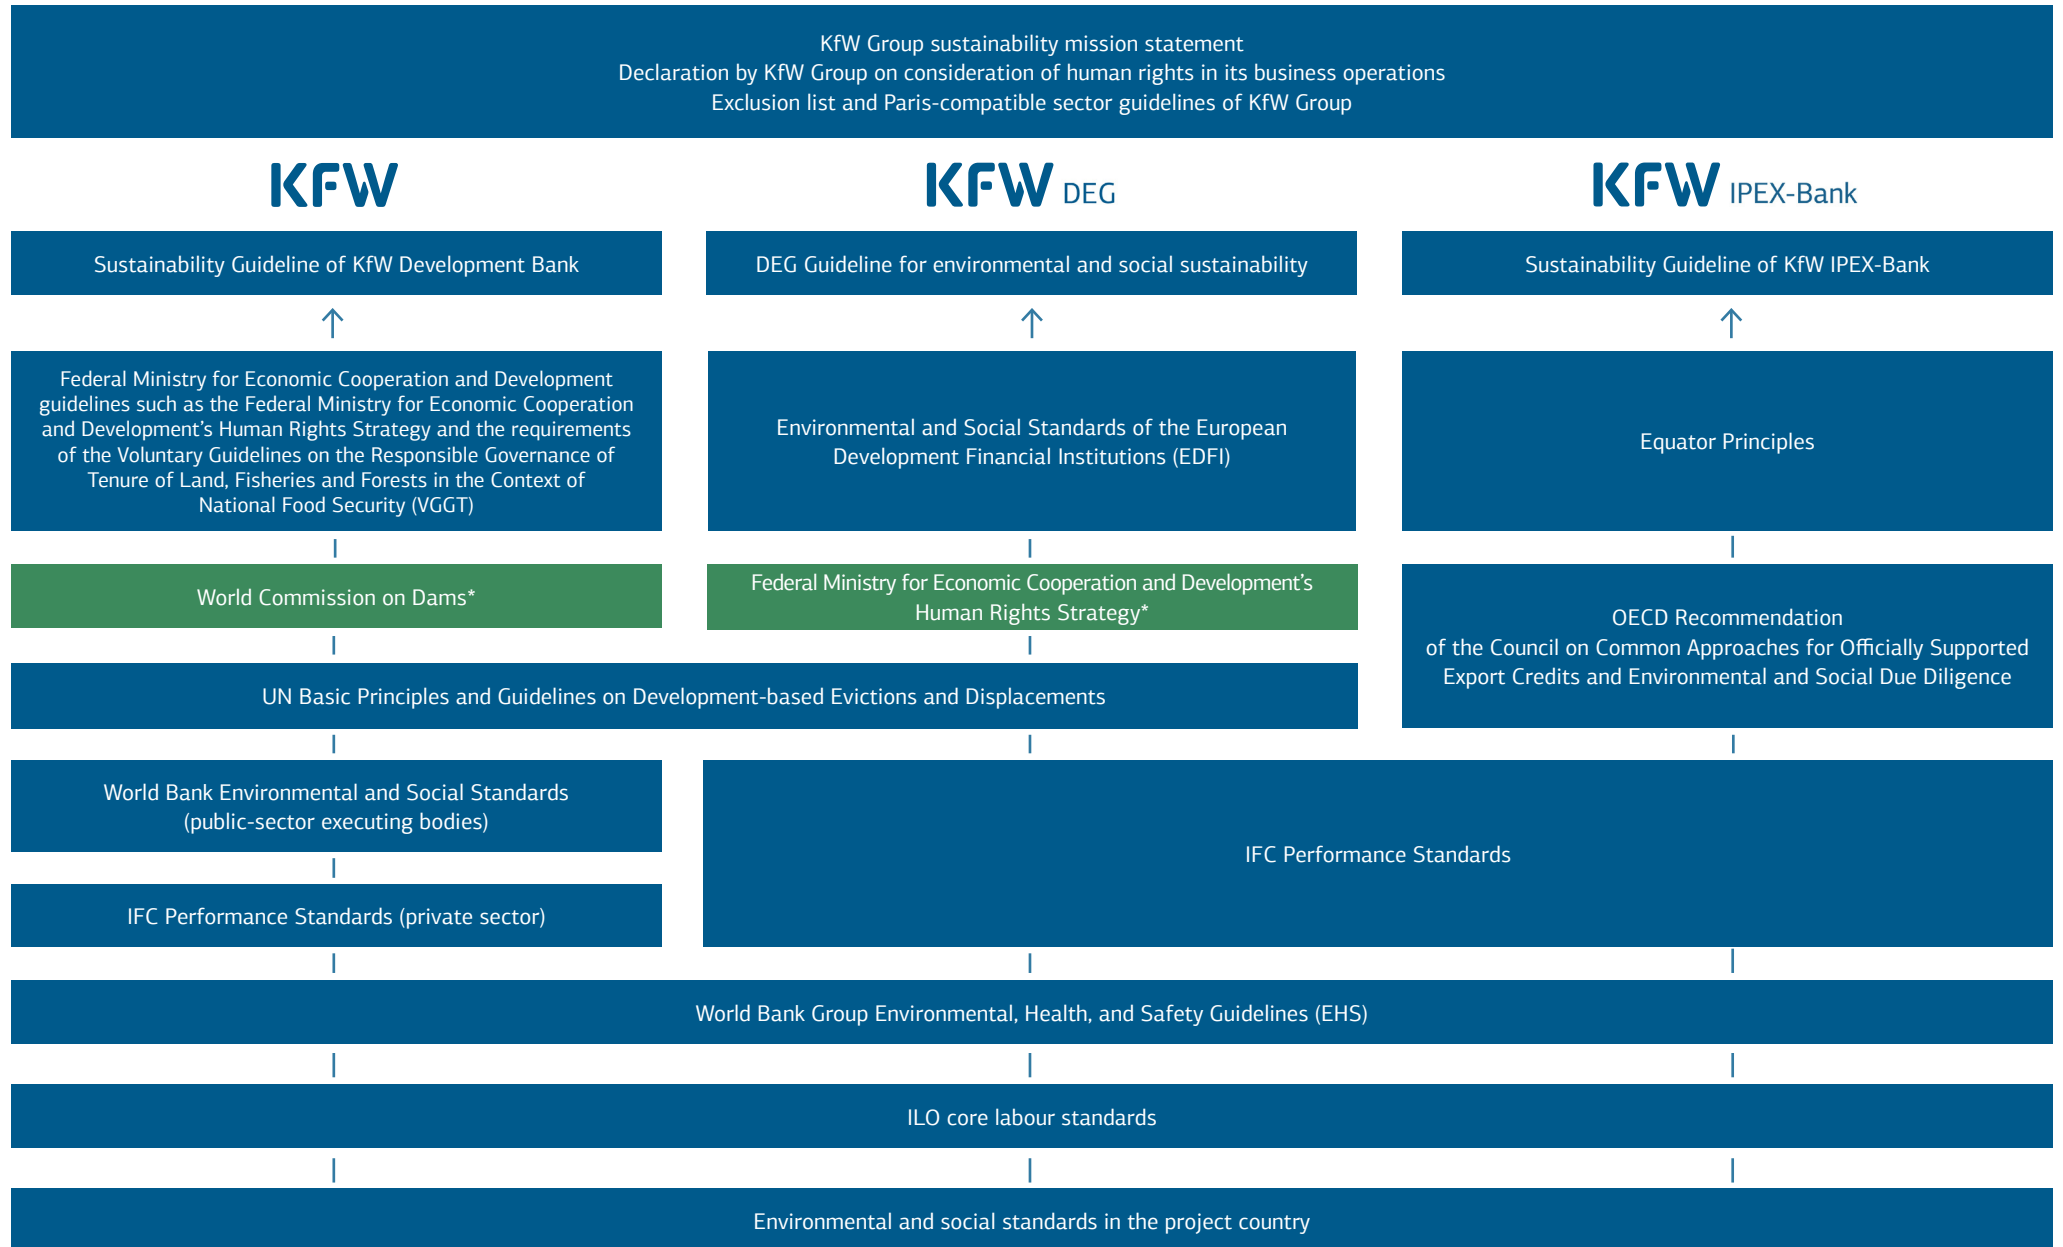 KfW Group sustainability mission statement
Declaration by KfW Group on consideration of human rights in its business operations
Exclusion list and Paris-compatible sector guidelines of KfW Group
KFW
KFW DEG
KFW IPEX-Bank
Sustainability Guideline of KfW Development Bank
DEG Guideline for environmental and social sustainability
Sustainability Guideline of KfW IPEX-Bank
Federal Ministry for Economic Cooperation and Development
guidelines such as the Federal Ministry for Economic Cooperation
and Development’s Human Rights Strategy and the requirements
of the Voluntary Guidelines on the Responsible Governance of
Tenure of Land, Fisheries and Forests in the Context of
National Food Security (VGGT)
Environmental and Social Standards of the European
Development Financial Institutions (EDFI)
Equator Principles
World Commission on Dams*
Federal Ministry for Economic Cooperation and Development’s
Human Rights Strategy*
OECD Recommendation
of the Council on Common Approaches for Officially Supported
Export Credits and Environmental and Social Due Diligence
UN Basic Principles and Guidelines on Development-based Evictions and Displacements
World Bank Environmental and Social Standards
(public-sector executing bodies)
IFC Performance Standards
IFC Performance Standards (private sector)
World Bank Group Environmental, Health, and Safety Guidelines (EHS)
ILO core labour standards
Environmental and social standards in the project country